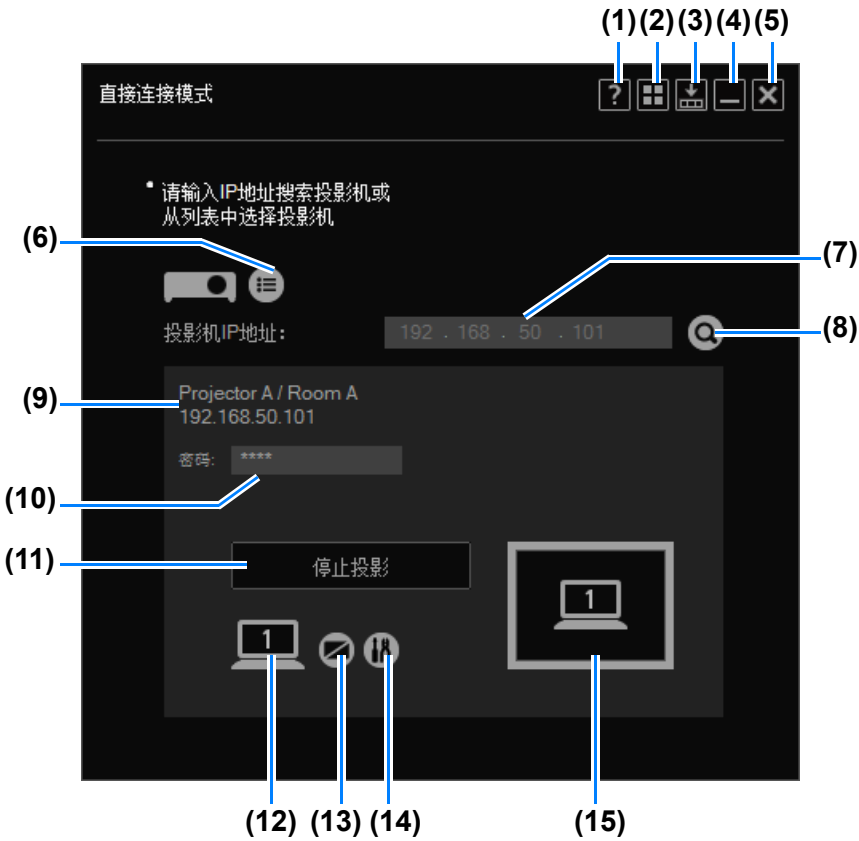 (1) (2) (3) (4) (5)
直接连接模式
?
请输入IP地址搜索投影机或
从列表中选择投影机
(6)
(7)
投影机IP地址:
192 . 168 . 50 . 101
(8)
(9)
Projector A / Room A
192.168.50.101
密码:
****
(10)
(11)
停止投影
1
1
(12) (13) (14) (15)